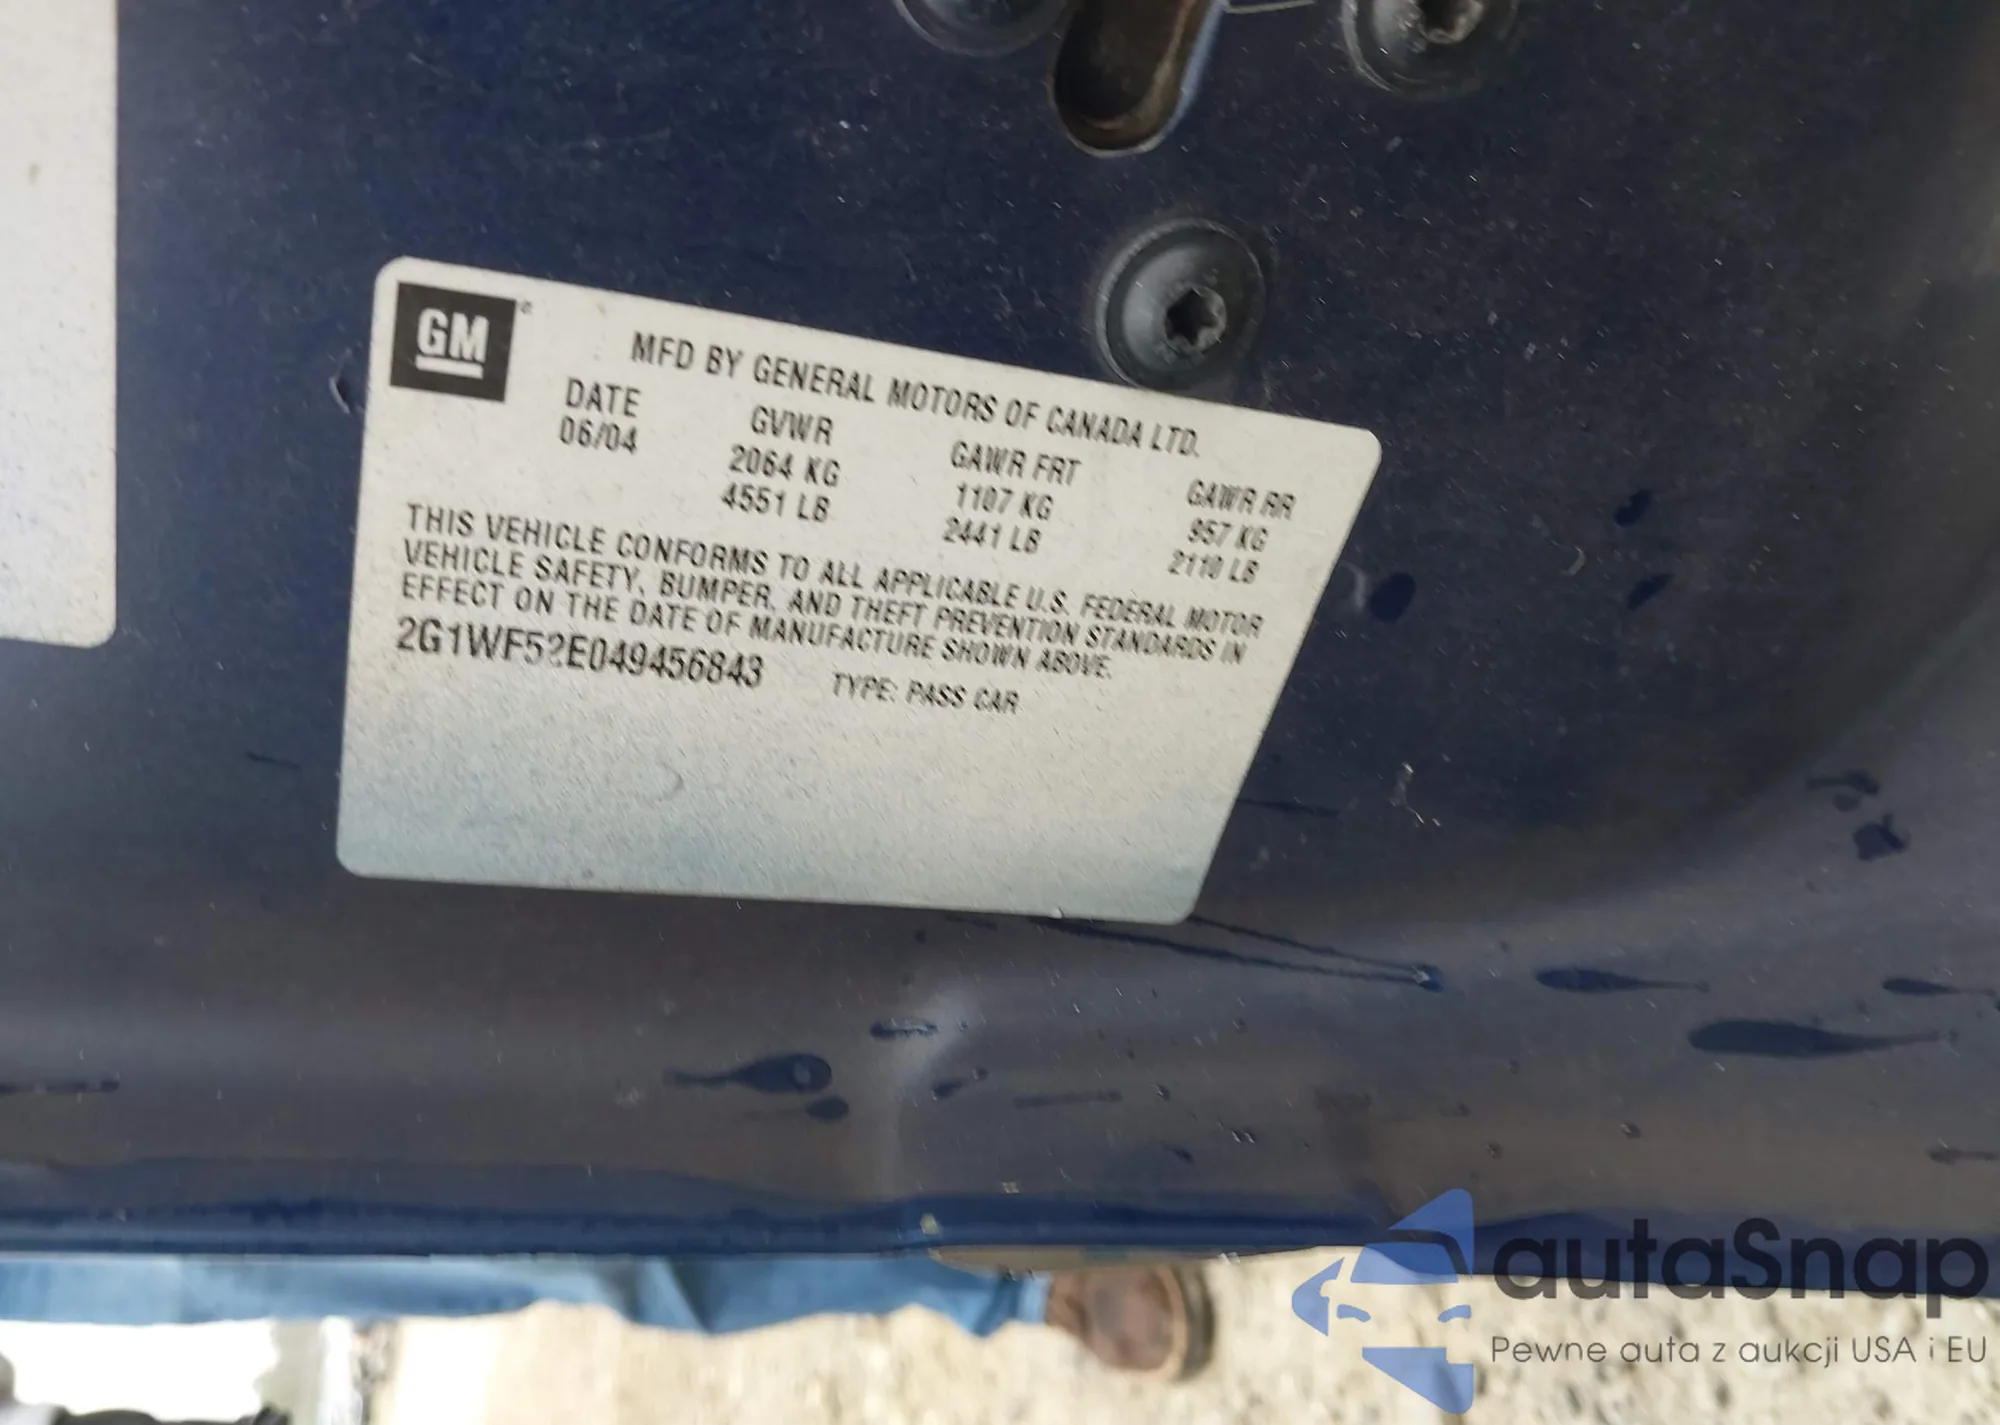 GM
MFD BY GENERAL MOTORS OF CANADA LTD.
DATE GVWR GAWR FRT GAWR RR
06/04 2064 KG 1107 KG 957 KG
4551 LB 2441 LB 2110 LB
THIS VEHICLE CONFORMS TO ALL APPLICABLE U.S. FEDERAL MOTOR
VEHICLE SAFETY, BUMPER, AND THEFT PREVENTION STANDARDS IN
EFFECT ON THE DATE OF MANUFACTURE SHOWN ABOVE.
2G1WF52E049456843 TYPE: PASS CAR
autaSnap
Pewne auta z aukcji USA i EU